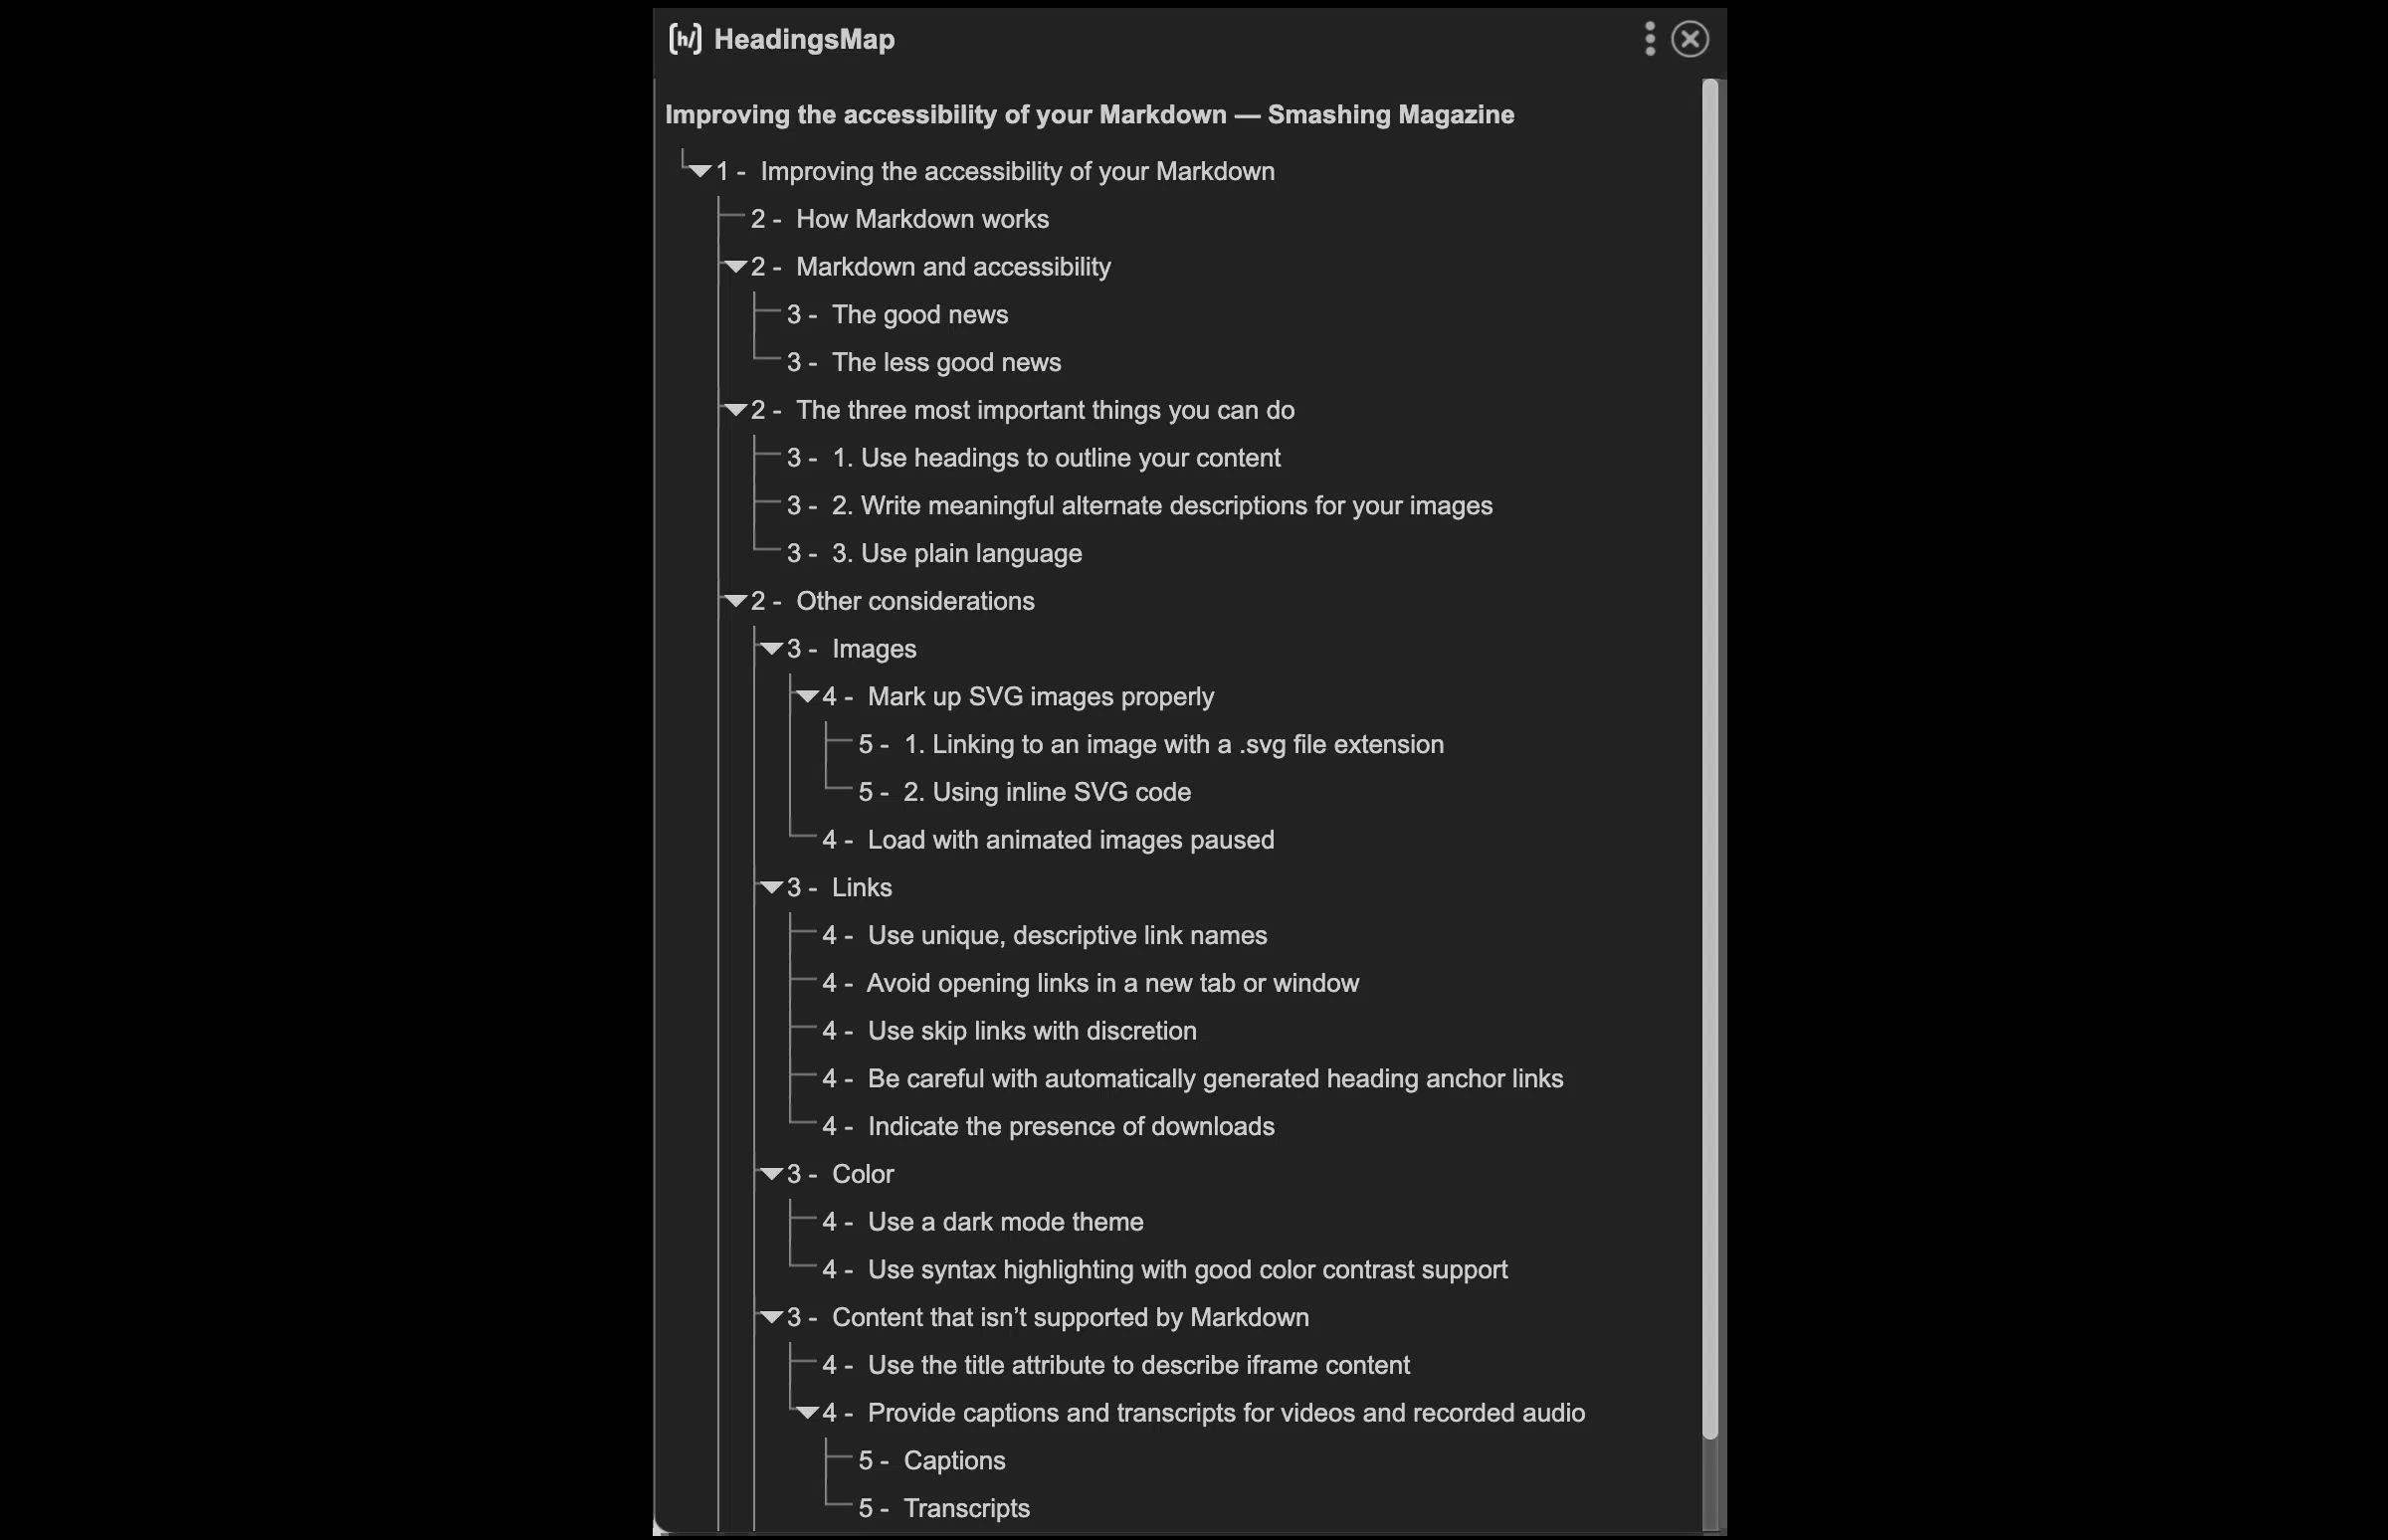 [h/] HeadingsMap
Improving the accessibility of your Markdown — Smashing Magazine
1 - Improving the accessibility of your Markdown
2 - How Markdown works
2 - Markdown and accessibility
3 - The good news
3 - The less good news
2 - The three most important things you can do
3 - 1. Use headings to outline your content
3 - 2. Write meaningful alternate descriptions for your images
3 - 3. Use plain language
2 - Other considerations
3 - Images
4 - Mark up SVG images properly
5 - 1. Linking to an image with a .svg file extension
5 - 2. Using inline SVG code
4 - Load with animated images paused
3 - Links
4 - Use unique, descriptive link names
4 - Avoid opening links in a new tab or window
4 - Use skip links with discretion
4 - Be careful with automatically generated heading anchor links
4 - Indicate the presence of downloads
3 - Color
4 - Use a dark mode theme
4 - Use syntax highlighting with good color contrast support
3 - Content that isn’t supported by Markdown
4 - Use the title attribute to describe iframe content
4 - Provide captions and transcripts for videos and recorded audio
5 - Captions
5 - Transcripts